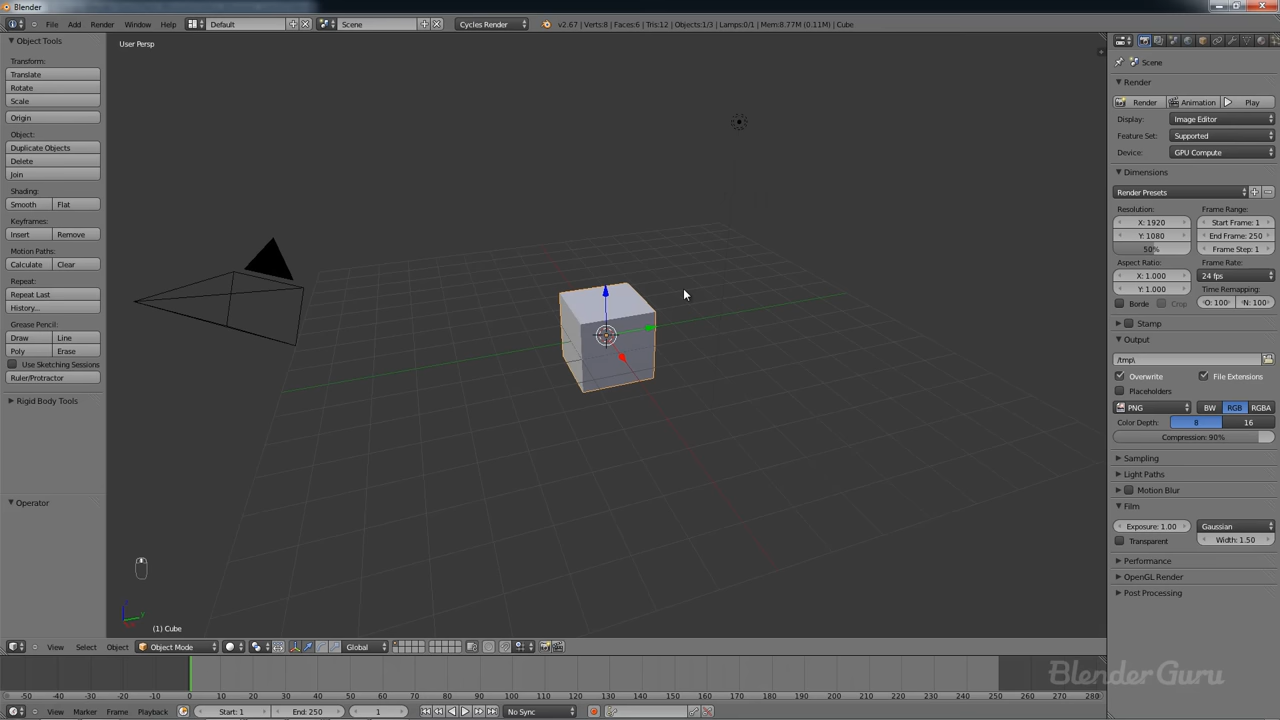 Blender
File Add Render Window Help Default Scene Cycles Render v2.67 | Verts:8 | Faces:6 | Tris:12 | Objects:1/3 | Lamps:0/1 | Mem:8.77M (0.11M) | Cube
Object Tools
Transform:
Translate
Rotate
Scale
Origin
Object:
Duplicate Objects
Delete
Join
Shading:
Smooth Flat
Keyframes:
Insert Remove
Motion Paths:
Calculate Clear
Repeat:
Repeat Last
History...
Grease Pencil:
Draw Line
Poly Erase
Use Sketching Sessions
Ruler/Protractor
Rigid Body Tools
Operator
User Persp
(1) Cube
View Select Object Object Mode Global
Scene
Render
Render Animation Play
Display: Image Editor
Feature Set: Supported
Device: GPU Compute
Dimensions
Render Presets
Resolution: Frame Range:
X: 1920 Start Frame: 1
Y: 1080 End Frame: 250
50% Frame Step: 1
Aspect Ratio: Frame Rate:
X: 1.000 24 fps
Y: 1.000 Time Remapping:
Borde Crop O: 100 N: 100
Stamp
Output
/tmp\
Overwrite File Extensions
Placeholders
PNG BW RGB RGBA
Color Depth: 8 16
Compression: 90%
Sampling
Light Paths
Motion Blur
Film
Exposure: 1.00 Gaussian
Transparent Width: 1.50
Performance
OpenGL Render
Post Processing
BlenderGuru
-50 -40 -30 -20 -10 0 10 20 30 40 50 60 70 80 90 100 110 120 130 140 150 160 170 180 190 200 210 220 230 240 250 260 270 280
View Marker Frame Playback Start: 1 End: 250 1 No Sync